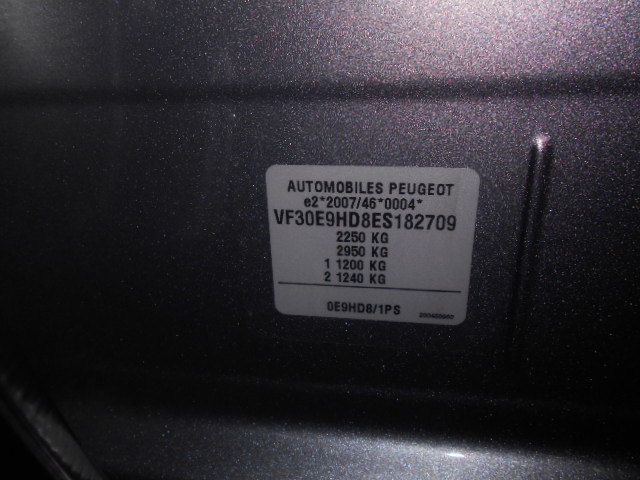 AUTOMOBILES PEUGEOT
e2*2007/46*0004*
VF30E9HD8ES182709
2250 KG
2950 KG
1 1200 KG
2 1240 KG
0E9HD8/1PS